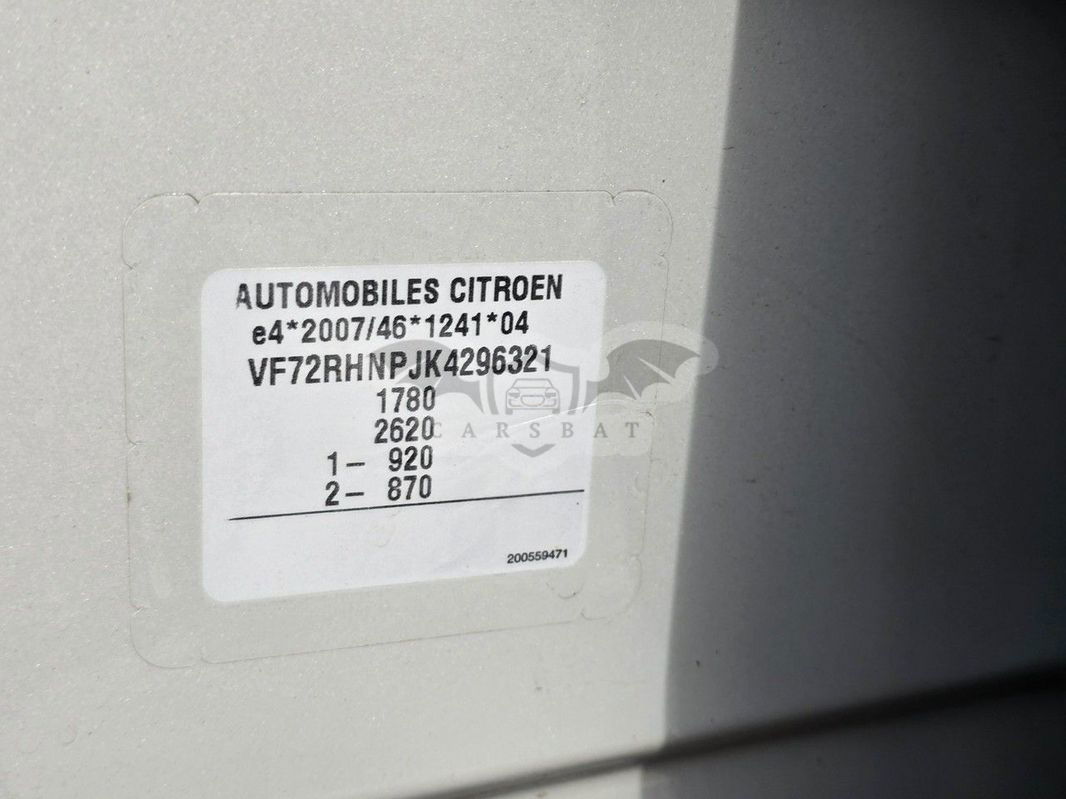 AUTOMOBILES CITROEN
e4*2007/46*1241*04
VF72RHNPJK4296321
1780
2620
CARSBAT
1– 920
2– 870
200559471